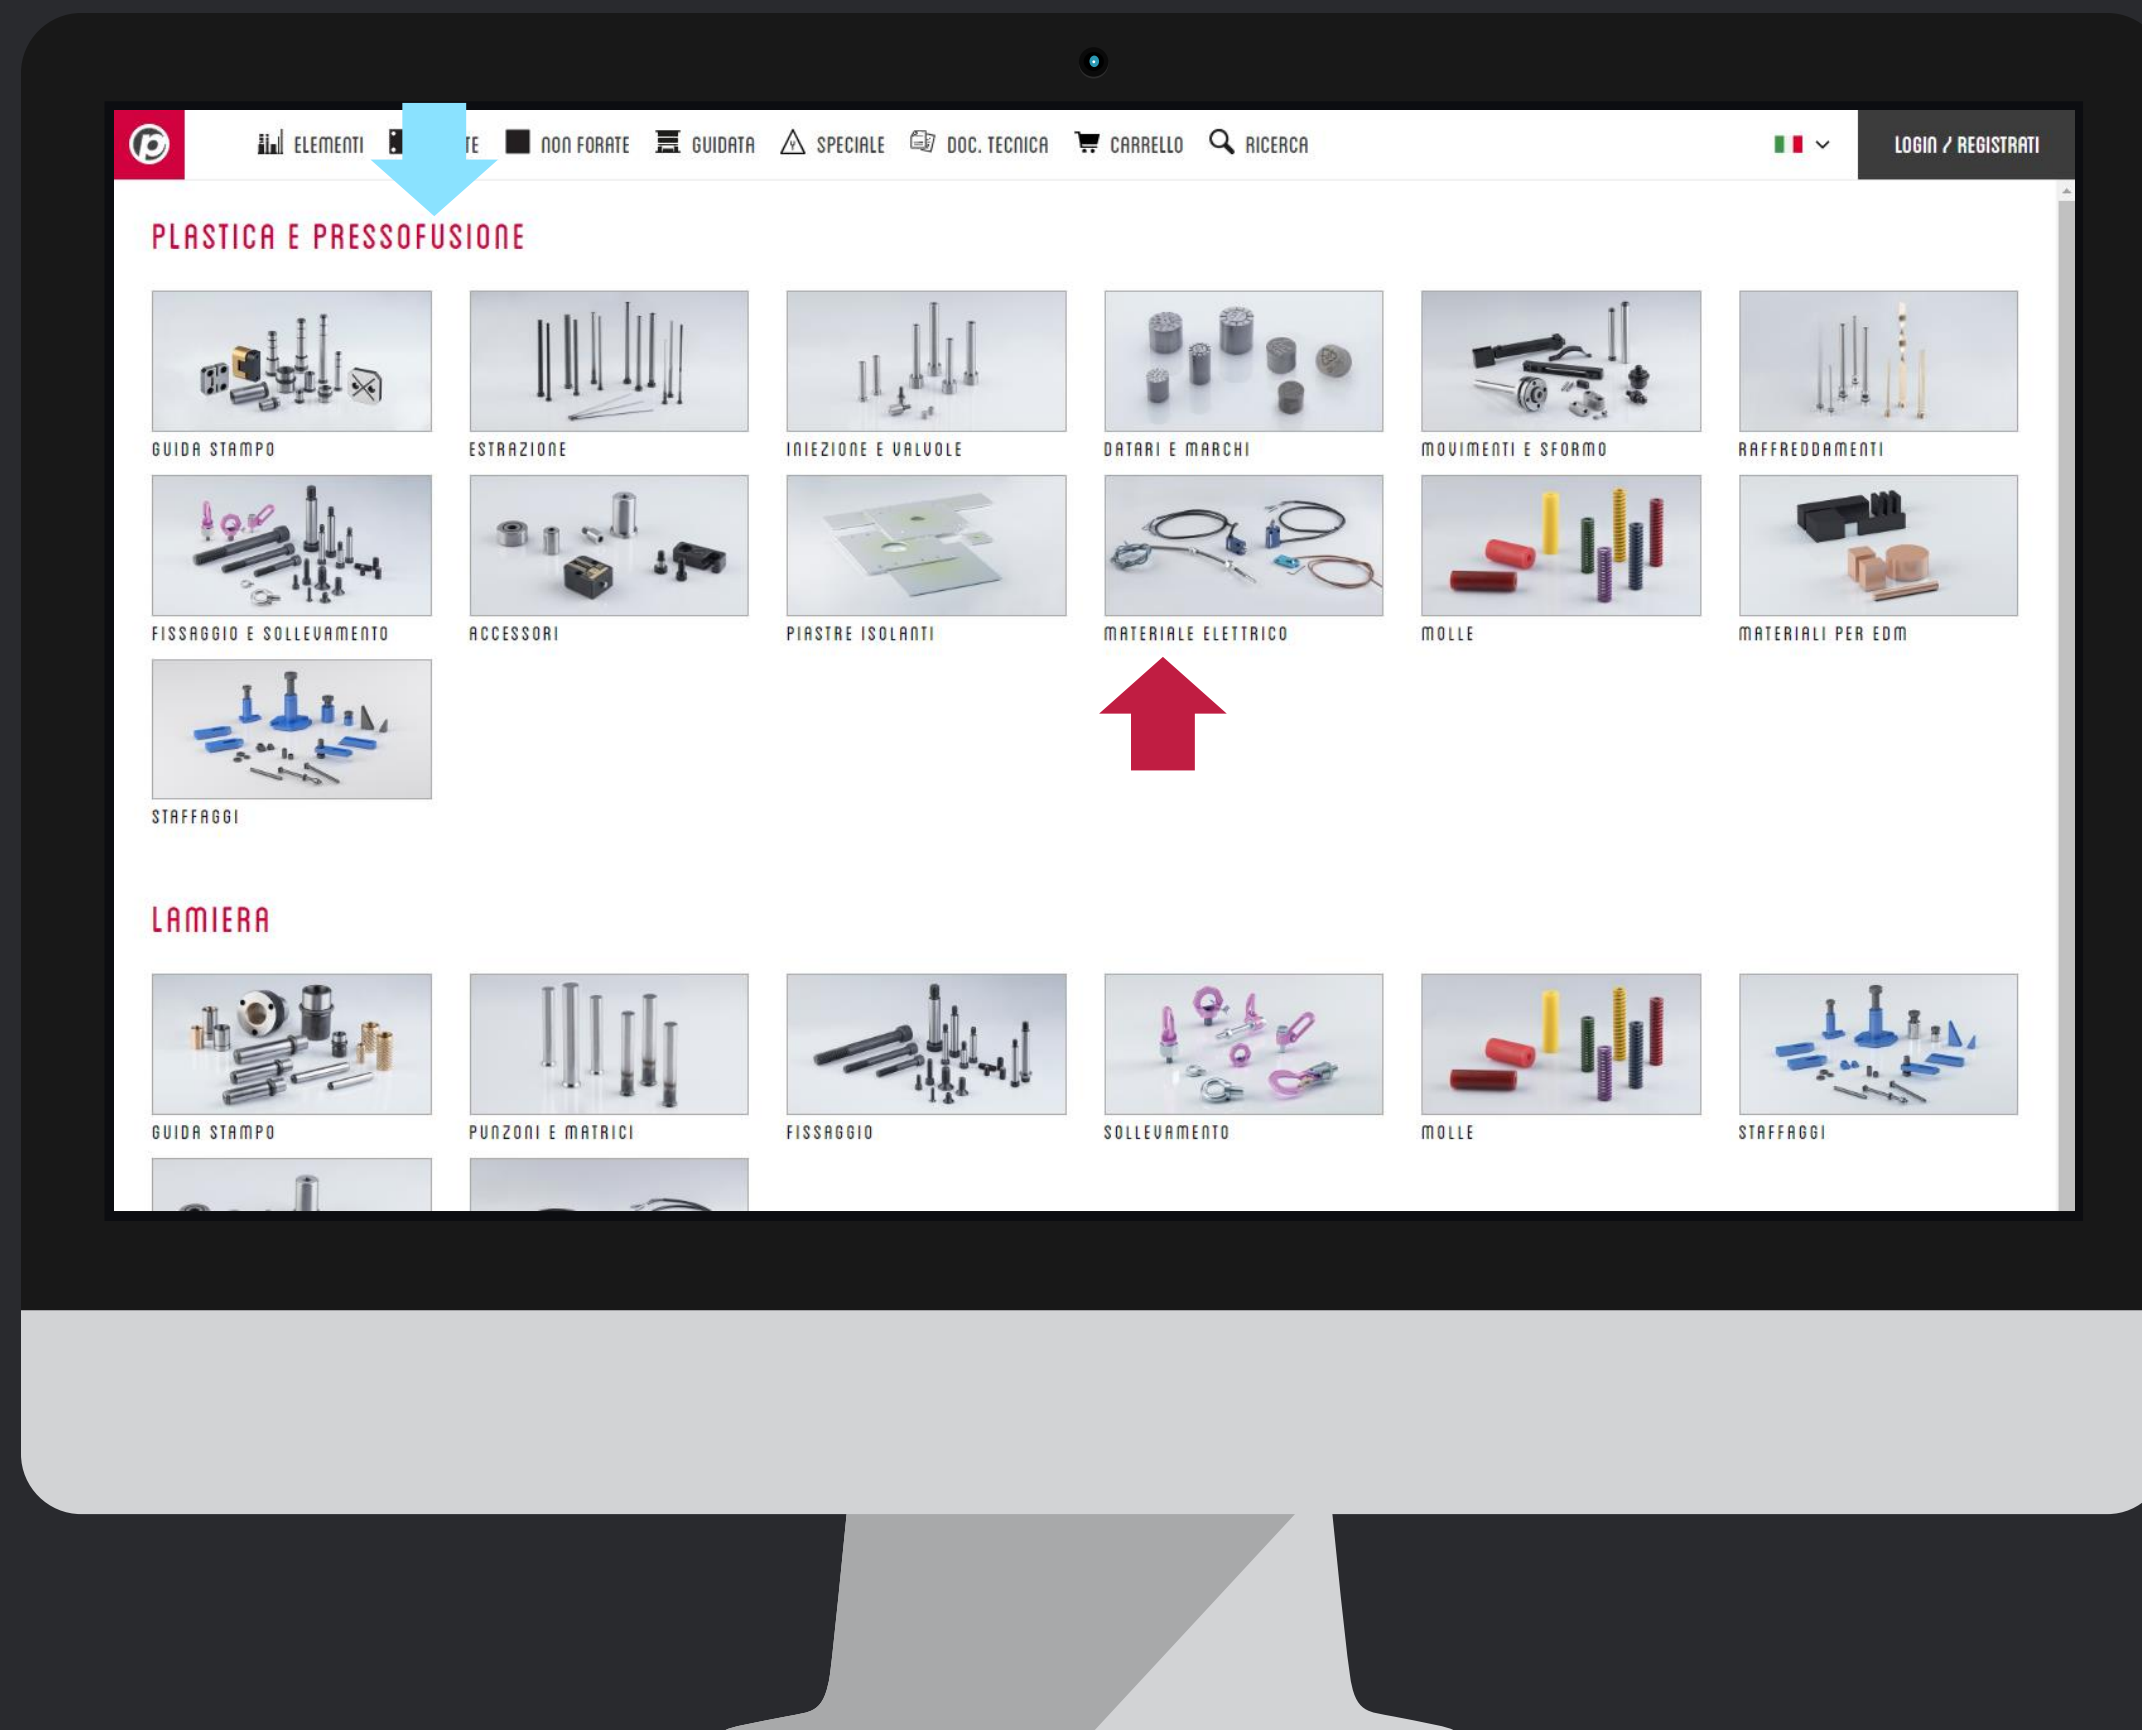 ELEMENTI NON FORATE GUIDATA SPECIALE DOC. TECNICA CARRELLO RICERCA LOGIN / REGISTRATI
PLASTICA E PRESSOFUSIONE
GUIDA STAMPO ESTRAZIONE INIEZIONE E VALVOLE DATARI E MARCHI MOVIMENTI E SFORMO RAFFREDDAMENTI
FISSAGGIO E SOLLEVAMENTO ACCESSORI PIASTRE ISOLANTI MATERIALE ELETTRICO MOLLE MATERIALI PER EDM
STAFFAGGI
LAMIERA
GUIDA STAMPO PUNZONI E MATRICI FISSAGGIO SOLLEVAMENTO MOLLE STAFFAGGI